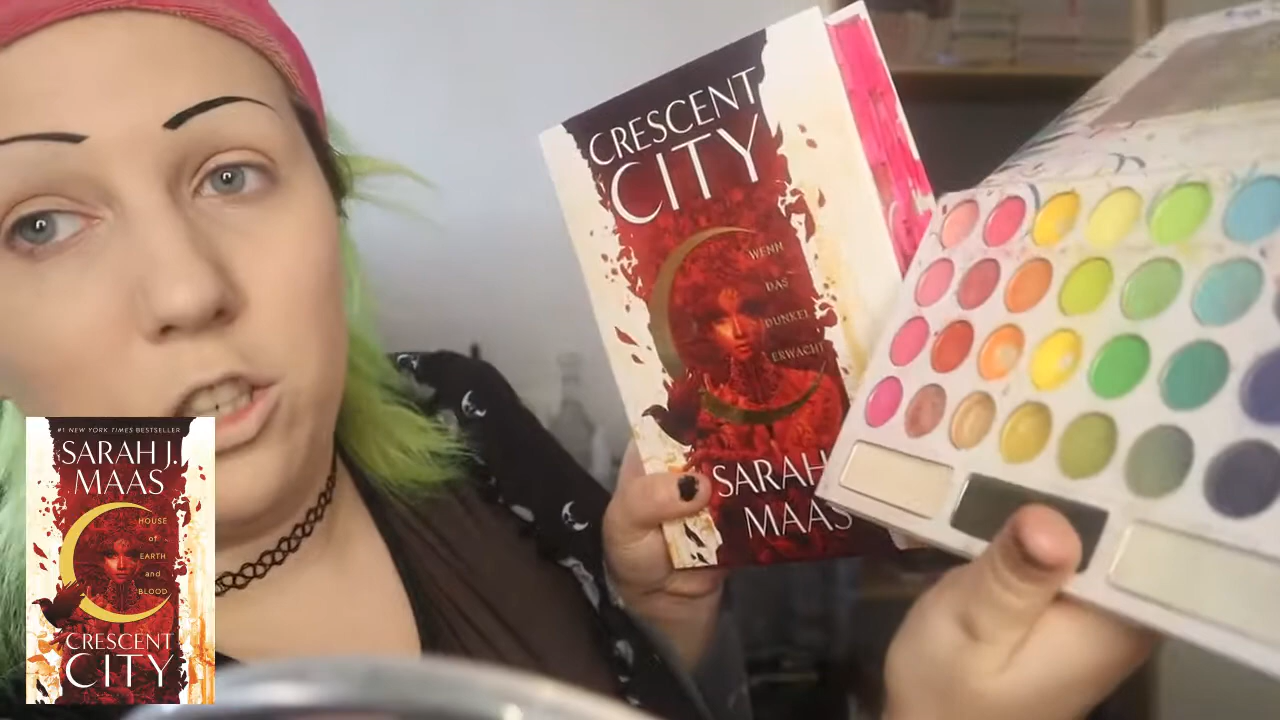 CRESCENT
CITY
WENN
DAS
DUNKEL
ERWACHT
SARAH
MAAS
#1 NEW YORK TIMES BESTSELLER
SARAH J.
MAAS
HOUSE
of
EARTH
and
BLOOD
CRESCENT
CITY